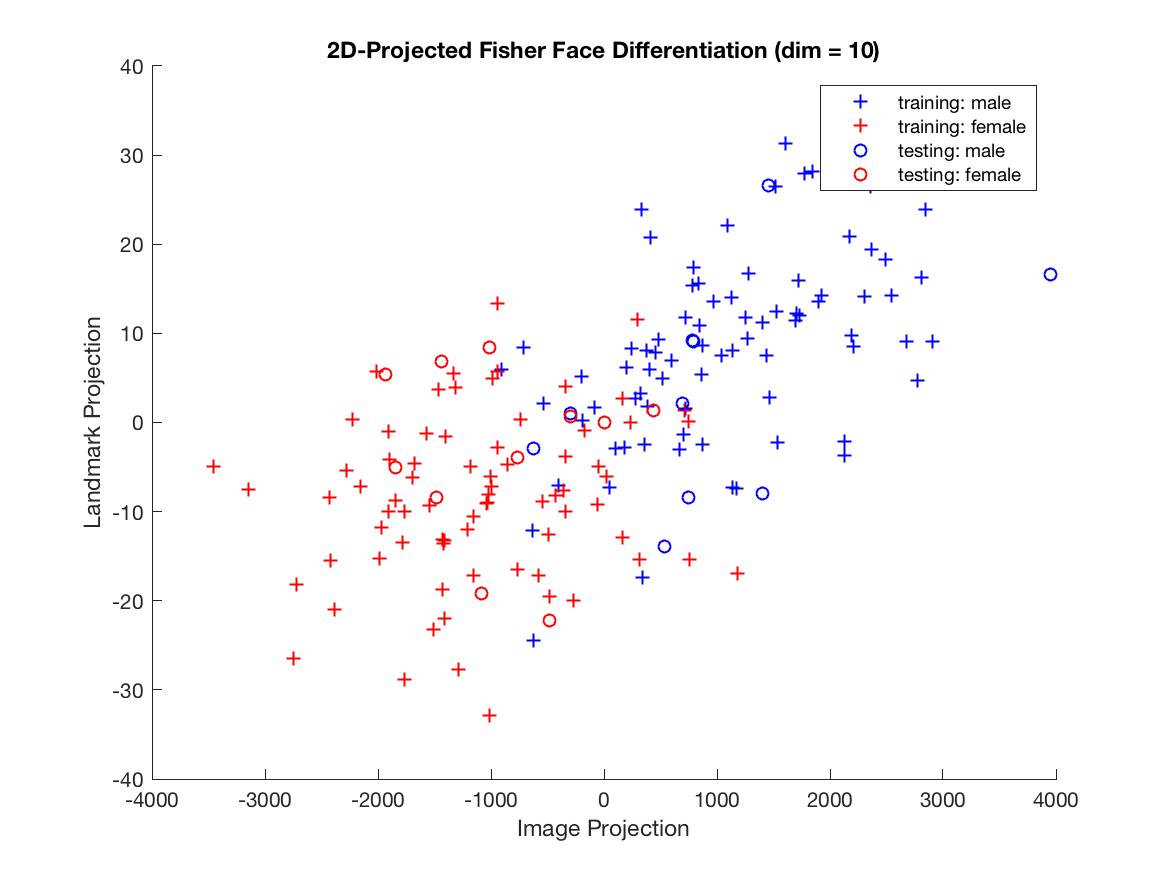 2D-Projected Fisher Face Differentiation (dim = 10)
40
30
20
10
0
-10
-20
-30
-40
Landmark Projection
training: male
training: female
testing: male
testing: female
-4000 -3000 -2000 -1000 0 1000 2000 3000 4000
Image Projection